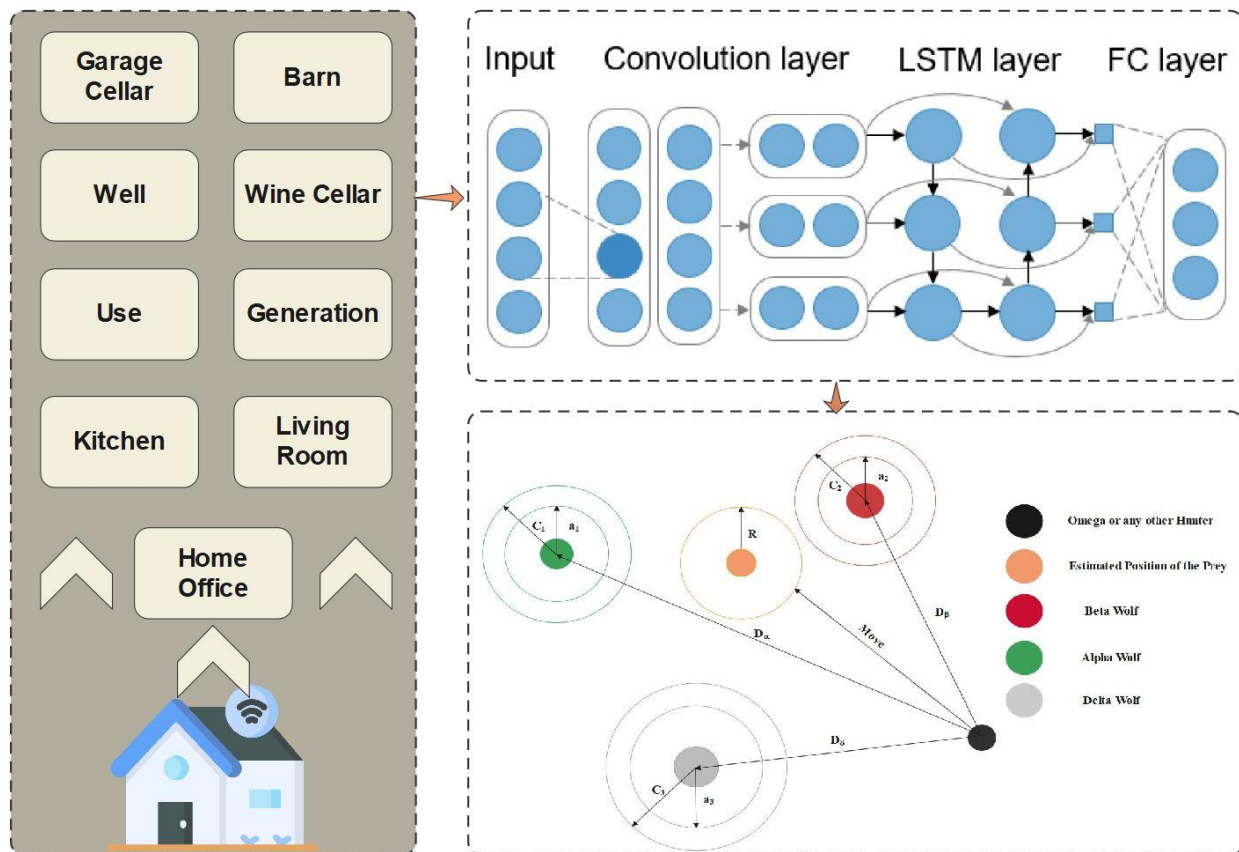 Garage
Cellar
Barn
Well
Wine Cellar
Use
Generation
Kitchen
Living
Room
Home
Office
Input
Convolution layer
LSTM layer
FC layer
C₁
a₁
R
C₂
a₂
Dα
Move
Dβ
Dδ
C₃
a₃
Omega or any other Hunter
Estimated Position of the Prey
Beta Wolf
Alpha Wolf
Delta Wolf